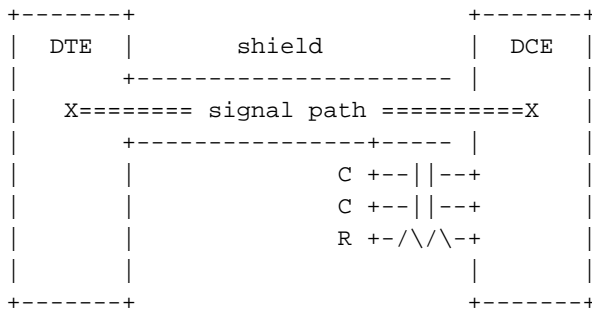 DTE shield DCE
X======== signal path ==========X
C
C
R